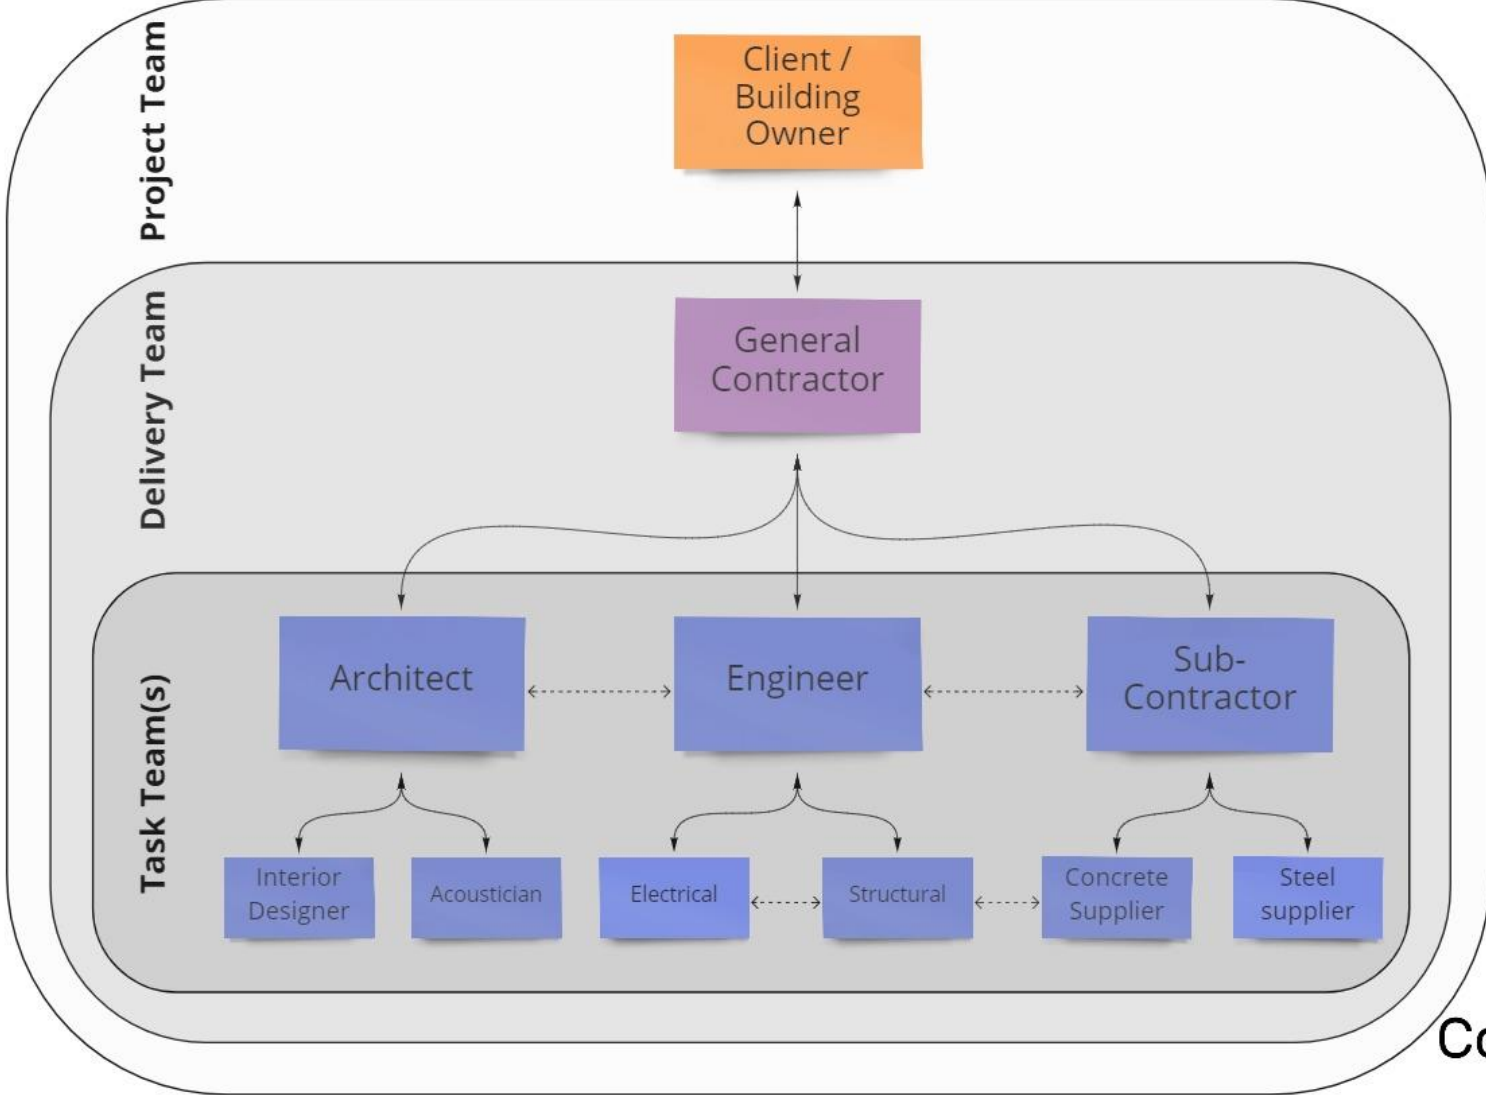 Project Team
Client /
Building
Owner
Delivery Team
General
Contractor
Task Team(s)
Architect
Engineer
Sub-
Contractor
Interior
Designer
Acoustician
Electrical
Structural
Concrete
Supplier
Steel
supplier